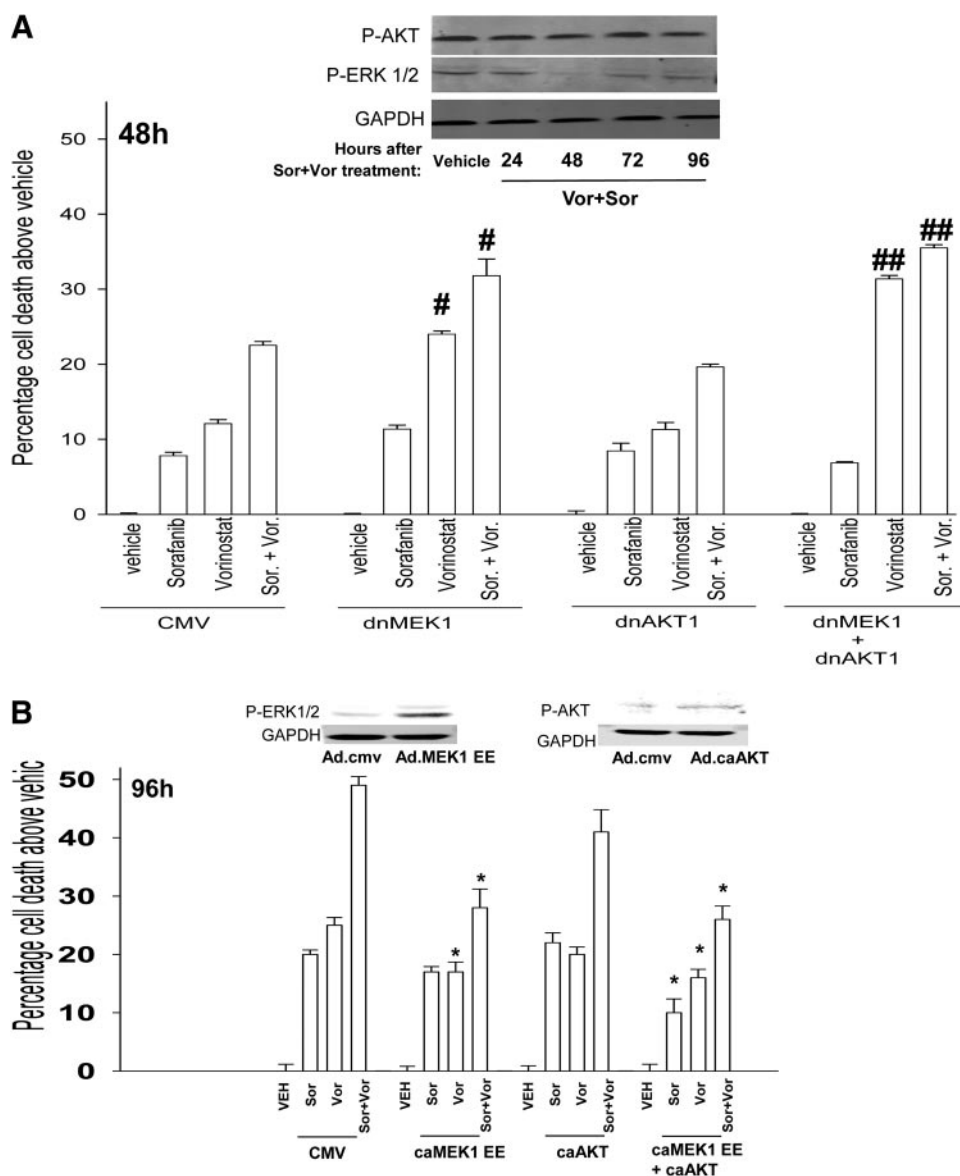 A
P-AKT
P-ERK 1/2
GAPDH
Hours after
Sor+Vor treatment:
Vehicle 24 48 72 96
Vor+Sor
48h
Percentage cell death above vehicle
50
40
30
20
10
0
# # ## ##
vehicle Sorafanib Vorinostat Sor. + Vor.
vehicle Sorafanib Vorinostat Sor. + Vor.
vehicle Sorafanib Vorinostat Sor. + Vor.
vehicle Sorafanib Vorinostat Sor. + Vor.
CMV
dnMEK1
dnAKT1
dnMEK1
+
dnAKT1
B
P-ERK1/2
GAPDH
Ad.cmv Ad.MEK1 EE
P-AKT
GAPDH
Ad.cmv Ad.caAKT
96h
Percentage cell death above vehic
50
40
30
20
10
0
* * * * *
VEH Sor Vor Sor+Vor
VEH Sor Vor Sor+Vor
VEH Sor Vor Sor+Vor
VEH Sor Vor Sor+Vor
CMV
caMEK1 EE
caAKT
caMEK1 EE
+ caAKT